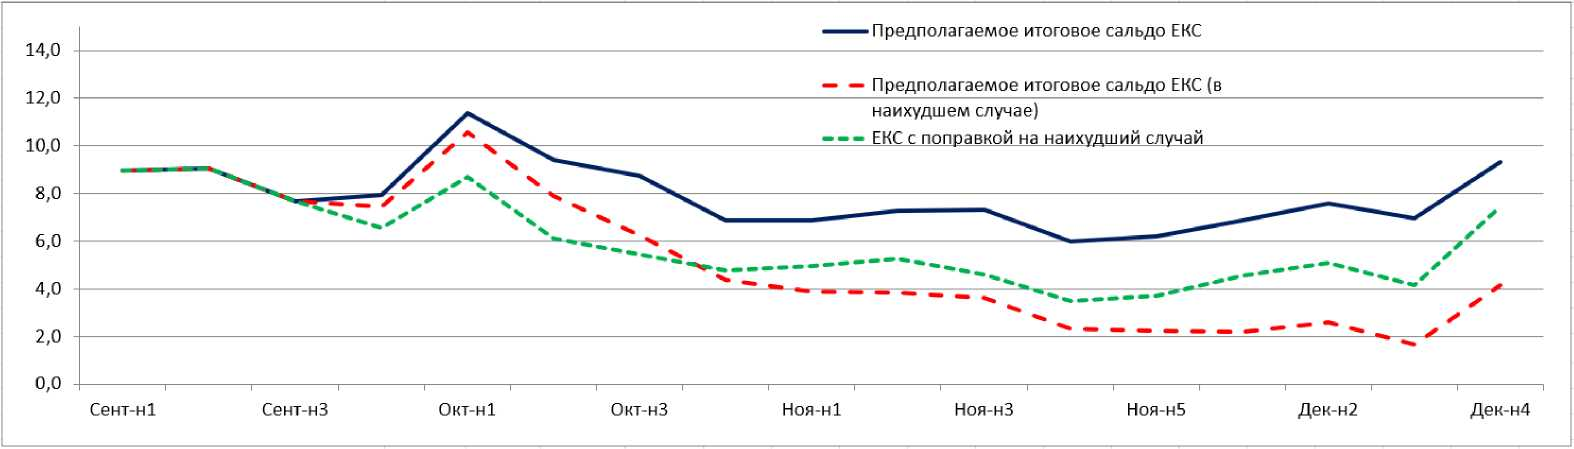 Предполагаемое итоговое сальдо ЕКС
Предполагаемое итоговое сальдо ЕКС (в
наихудшем случае)
ЕКС с поправкой на наихудший случай
14,0
12,0
10,0
8,0
6,0
4,0
2,0
0,0
Сент-н1 Сент-н3 Окт-н1 Окт-н3 Ноя-н1 Ноя-н3 Ноя-н5 Дек-н2 Дек-н4